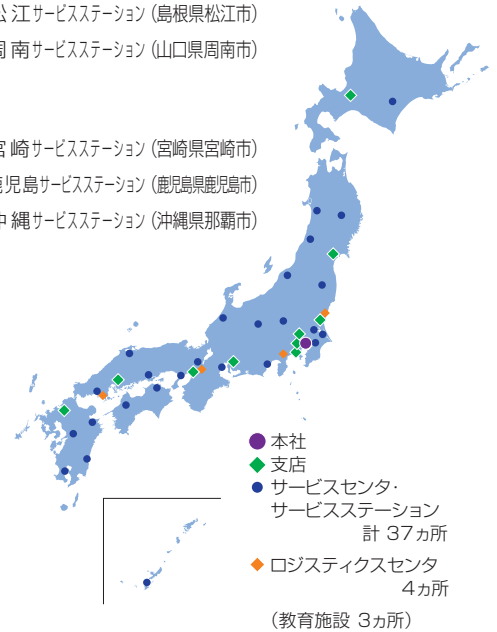 松江サービスステーション（島根県松江市）
周南サービスステーション（山口県周南市）
宮崎サービスステーション（宮崎県宮崎市）
鹿児島サービスステーション（鹿児島県鹿児島市）
沖縄サービスステーション（沖縄県那覇市）
本社
支店
サービスセンタ・
サービスステーション
計 37ヵ所
ロジスティクスセンタ
4ヵ所
（教育施設 3ヵ所）